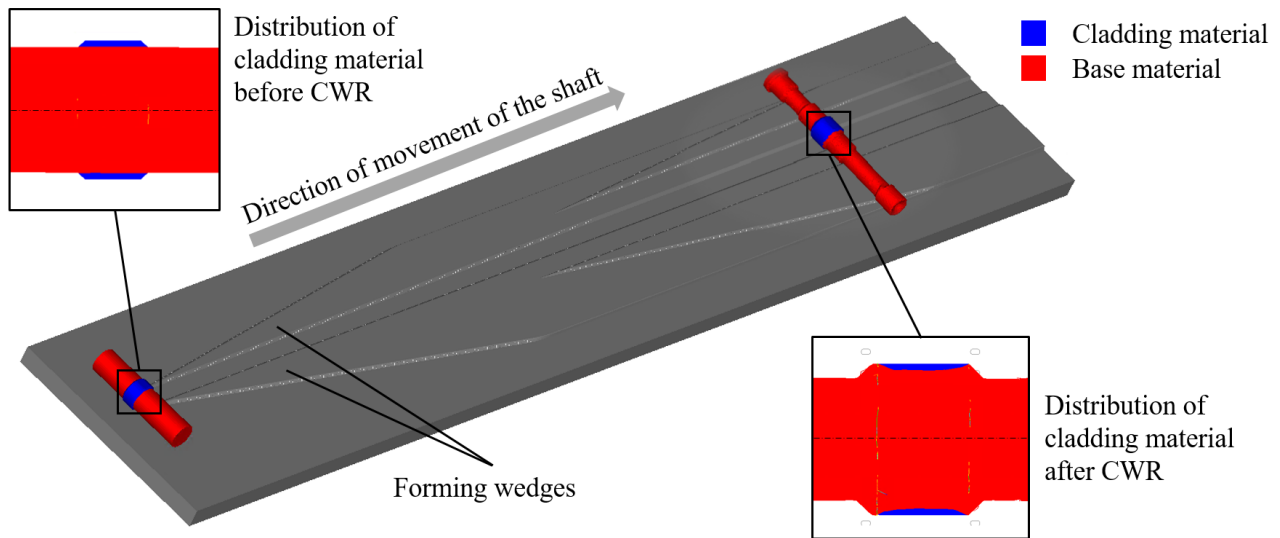 Distribution of
cladding material
before CWR
Direction of movement of the shaft
Cladding material
Base material
Forming wedges
Distribution of
cladding material
after CWR